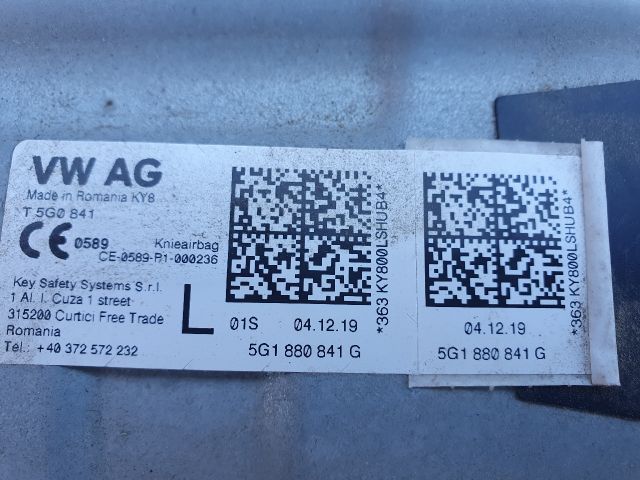 VW AG
Made in Romania KY8
T 5G0 841
CE 0589 Knieairbag
CE-0589-P1-000236
Key Safety Systems S.r.l.
1 Al. I. Cuza 1 street
315200 Curtici Free Trade
Romania
Tel.: +40 372 572 232
L
01S 04.12.19
5G1 880 841 G
*363 KY800LSHUB4*
04.12.19
5G1 880 841 G
*363 KY800LSHUB4*